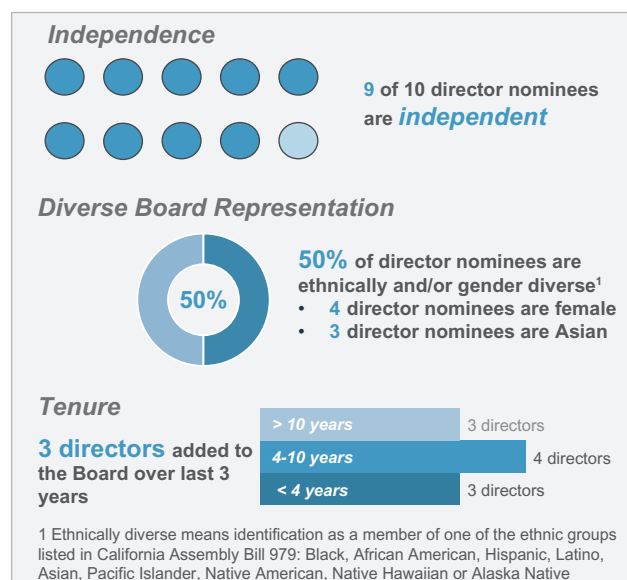 Independence
9 of 10 director nominees
are independent
Diverse Board Representation
50%
50% of director nominees are
ethnically and/or gender diverse1
• 4 director nominees are female
• 3 director nominees are Asian
Tenure
3 directors added to
the Board over last 3
years
> 10 years 3 directors
4-10 years 4 directors
< 4 years 3 directors
1 Ethnically diverse means identification as a member of one of the ethnic groups
listed in California Assembly Bill 979: Black, African American, Hispanic, Latino,
Asian, Pacific Islander, Native American, Native Hawaiian or Alaska Native